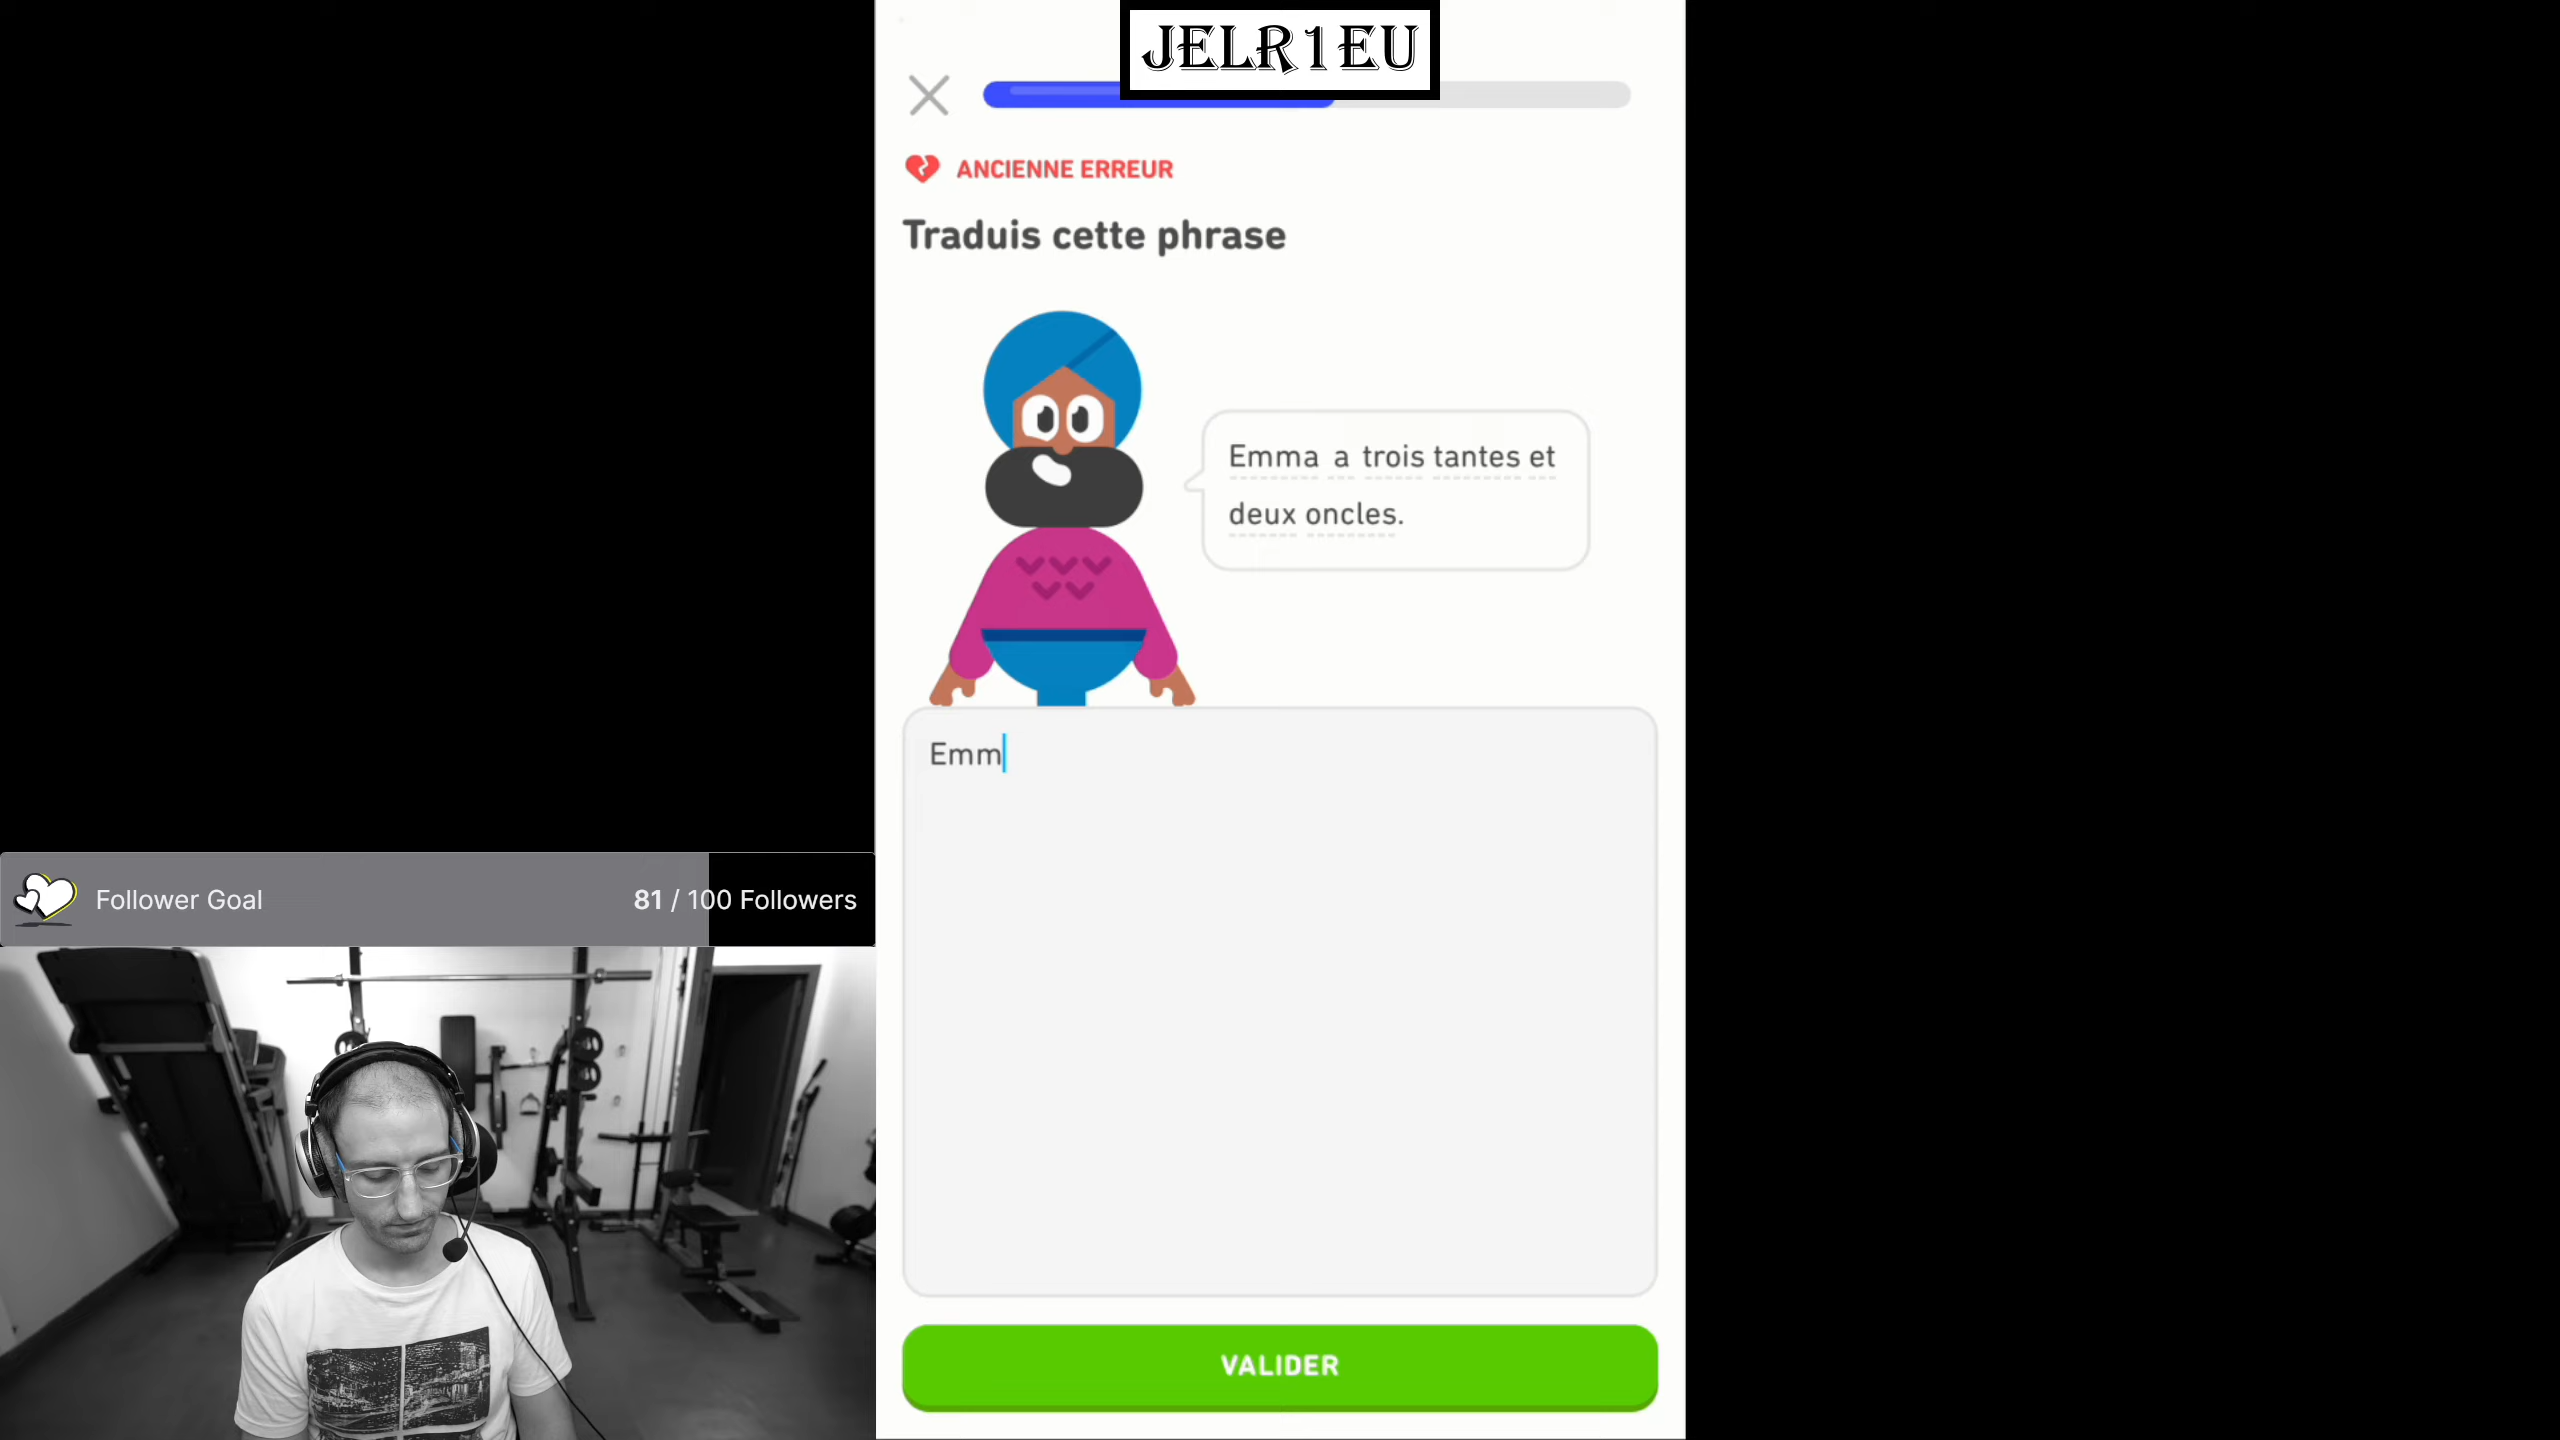 JELR1EU
ANCIENNE ERREUR
Traduis cette phrase
Emma a trois tantes et
deux oncles.
Emm
VALIDER
Follower Goal
81 / 100 Followers